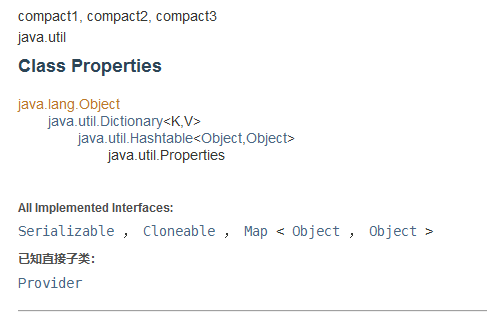 compact1, compact2, compact3
java.util
Class Properties
java.lang.Object
java.util.Dictionary<K,V>
java.util.Hashtable<Object,Object>
java.util.Properties
All Implemented Interfaces:
Serializable , Cloneable , Map < Object , Object >
已知直接子类:
Provider